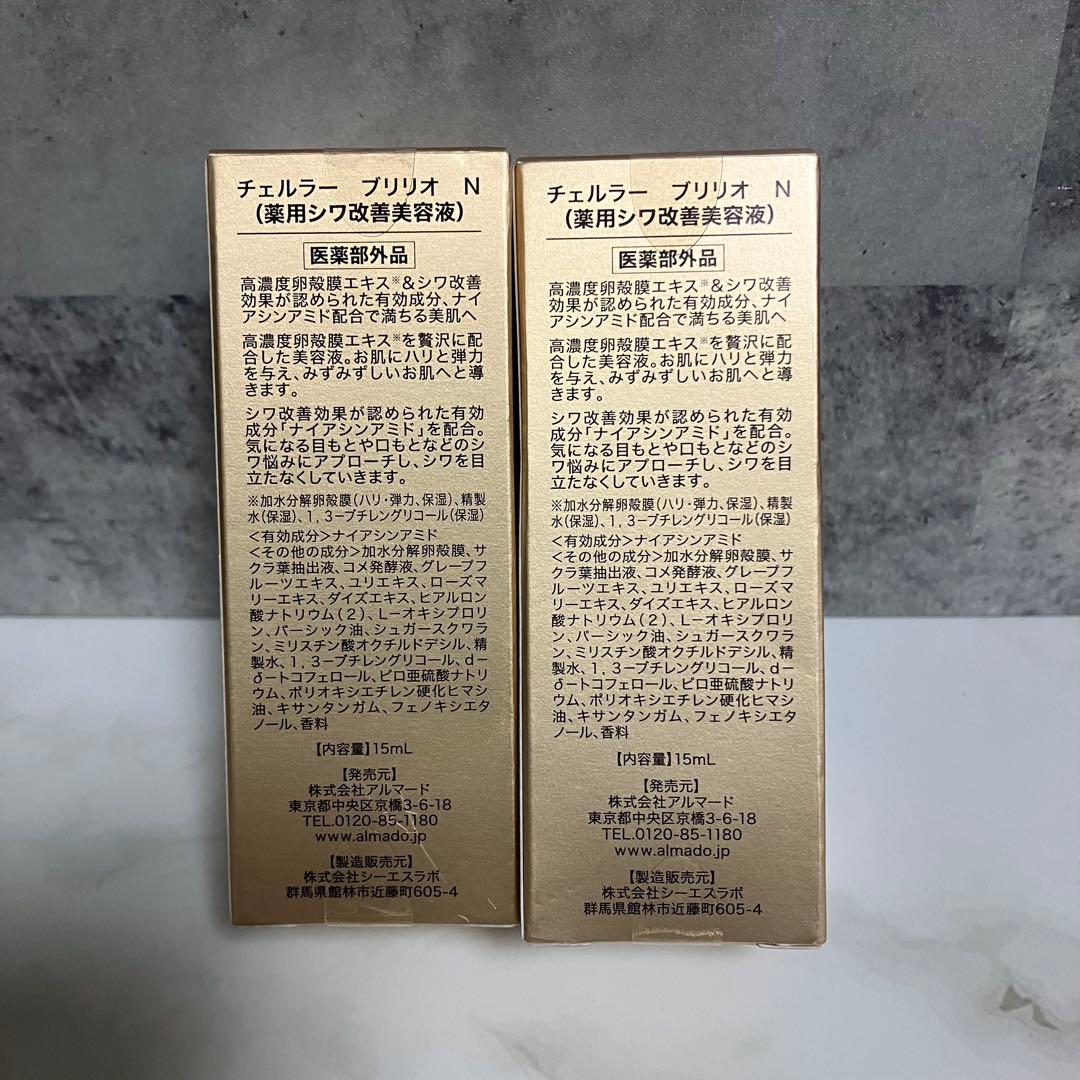 チェルラー ブリリオ N
(薬用シワ改善美容液)
医薬部外品
高濃度卵殻膜エキス※&シワ改善
効果が認められた有効成分、ナイ
アシンアミド配合で満ちる美肌へ
高濃度卵殻膜エキス※を贅沢に配
合した美容液。お肌にハリと弾力
を与え、みずみずしいお肌へと導
きます。
シワ改善効果が認められた有効
成分「ナイアシンアミド」を配合。
気になる目もとや口もとなどのシ
ワ悩みにアプローチし、シワを目
立たなくしていきます。
※加水分解卵殻膜(ハリ・弾力、保湿)、精製
水(保湿)、1,3ーブチレングリコール(保湿)
<有効成分>ナイアシンアミド
<その他の成分>加水分解卵殻膜、サ
クラ葉抽出液、コメ発酵液、グレープフ
ルーツエキス、ユリエキス、ローズマ
リーエキス、ダイズエキス、ヒアルロン
酸ナトリウム(2)、Lーオキシプロリ
ン、パーシック油、シュガースクワラ
ン、ミリスチン酸オクチルドデシル、精
製水、1,3ーブチレングリコール、dー
δートコフェロール、ピロ亜硫酸ナトリ
ウム、ポリオキシエチレン硬化ヒマシ
油、キサンタンガム、フェノキシエタ
ノール、香料
【内容量】15mL
【発売元】
株式会社アルマード
東京都中央区京橋3-6-18
TEL.0120-85-1180
www.almado.jp
【製造販売元】
株式会社シーエスラボ
群馬県館林市近藤町605-4
チェルラー ブリリオ N
(薬用シワ改善美容液)
医薬部外品
高濃度卵殻膜エキス※&シワ改善
効果が認められた有効成分、ナイ
アシンアミド配合で満ちる美肌へ
高濃度卵殻膜エキス※を贅沢に配
合した美容液。お肌にハリと弾力
を与え、みずみずしいお肌へと導
きます。
シワ改善効果が認められた有効
成分「ナイアシンアミド」を配合。
気になる目もとや口もとなどのシ
ワ悩みにアプローチし、シワを目
立たなくしていきます。
※加水分解卵殻膜(ハリ・弾力、保湿)、精製
水(保湿)、1,3ーブチレングリコール(保湿)
<有効成分>ナイアシンアミド
<その他の成分>加水分解卵殻膜、サ
クラ葉抽出液、コメ発酵液、グレープフ
ルーツエキス、ユリエキス、ローズマ
リーエキス、ダイズエキス、ヒアルロン
酸ナトリウム(2)、Lーオキシプロリ
ン、パーシック油、シュガースクワラ
ン、ミリスチン酸オクチルドデシル、精
製水、1,3ーブチレングリコール、dー
δートコフェロール、ピロ亜硫酸ナトリ
ウム、ポリオキシエチレン硬化ヒマシ
油、キサンタンガム、フェノキシエタ
ノール、香料
【内容量】15mL
【発売元】
株式会社アルマード
東京都中央区京橋3-6-18
TEL.0120-85-1180
www.almado.jp
【製造販売元】
株式会社シーエスラボ
群馬県館林市近藤町605-4